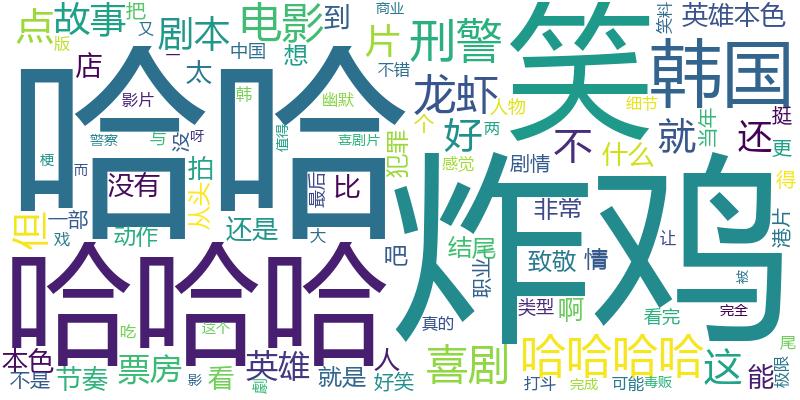 点
故事
把
又
版
剧本
电影
到
商业
笑料
英雄本色
店
太
中国
一
想
片
不错
刑警
笑
韩国
哈哈
影片
韩
幽默
龙虾
人物
细节
警察
与
没
呀
值得
喜剧片
犯罪
个
好
两
不
就
当年
还
挺
更
梗
而
没有
拍
从头
最后
比
感觉
剧情
什么
得
但
一部
戏
动作
还是
大
吧
炸鸡
非常
结尾
致敬
情
职业
让
港片
被
哈哈哈
类型
啊
看完
完全
真的
吃
这个
本色
不是
节奏
票房
影
看
剧
英雄
就是
人
好笑
喜剧
哈哈哈哈
打斗
完成
可能
毒贩
这
能
尾
极限